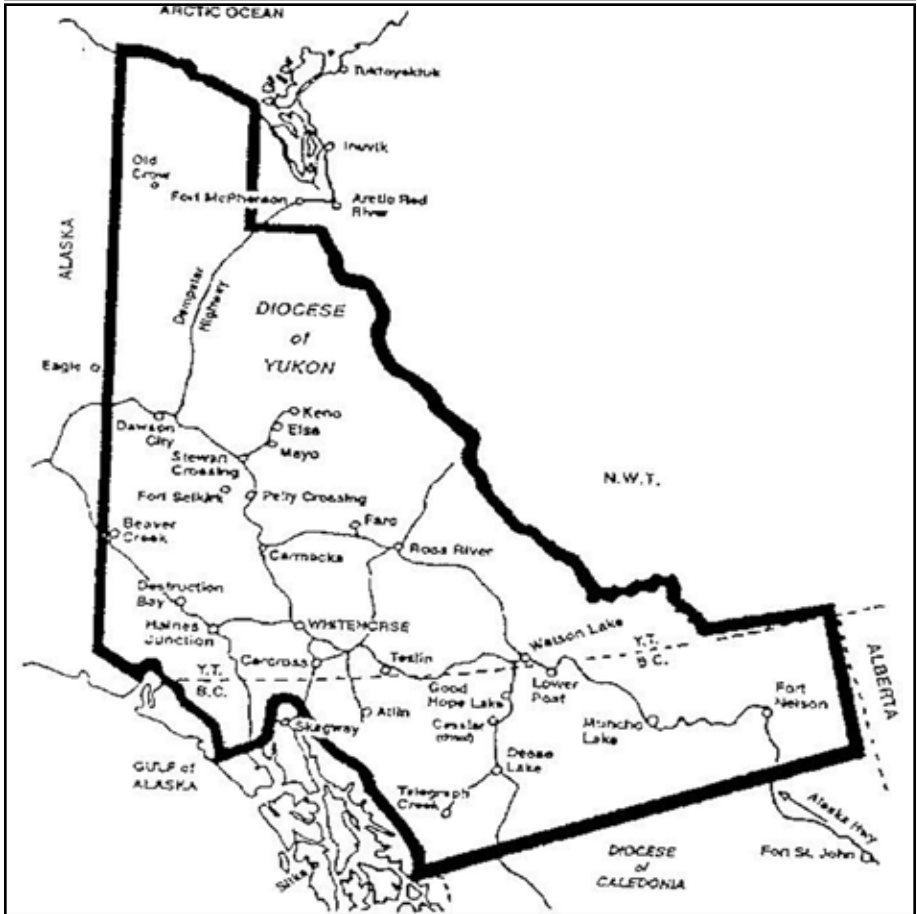 ARCTIC OCEAN
Tuktoyaktuk
Inuvik
Old
Crow
Fort McPherson
Arctic Red
River
ALASKA
Dempster
Highway
DIOCESE
of
YUKON
Eagle
Keno
Elsa
Mayo
Dawson
City
Stewart
Crossing
N.W.T.
Fort Selkirk
Pelly Crossing
Faro
Beaver
Creek
Carmacks
Ross River
Destruction
Bay
Haines
Junction
WHITEHORSE
Watson Lake
Y.T.
B.C.
ALBERTA
Carcross
Teslin
Y.T.
B.C.
Good
Hope Lake
Lower
Post
Fort
Nelson
Skagway
Atlin
Cassiar
(closed)
Muncho
Lake
GULF of
ALASKA
Dease
Lake
Telegraph
Creek
Alaska Hwy
Sitka
DIOCESE
of
CALEDONIA
Fort St. John